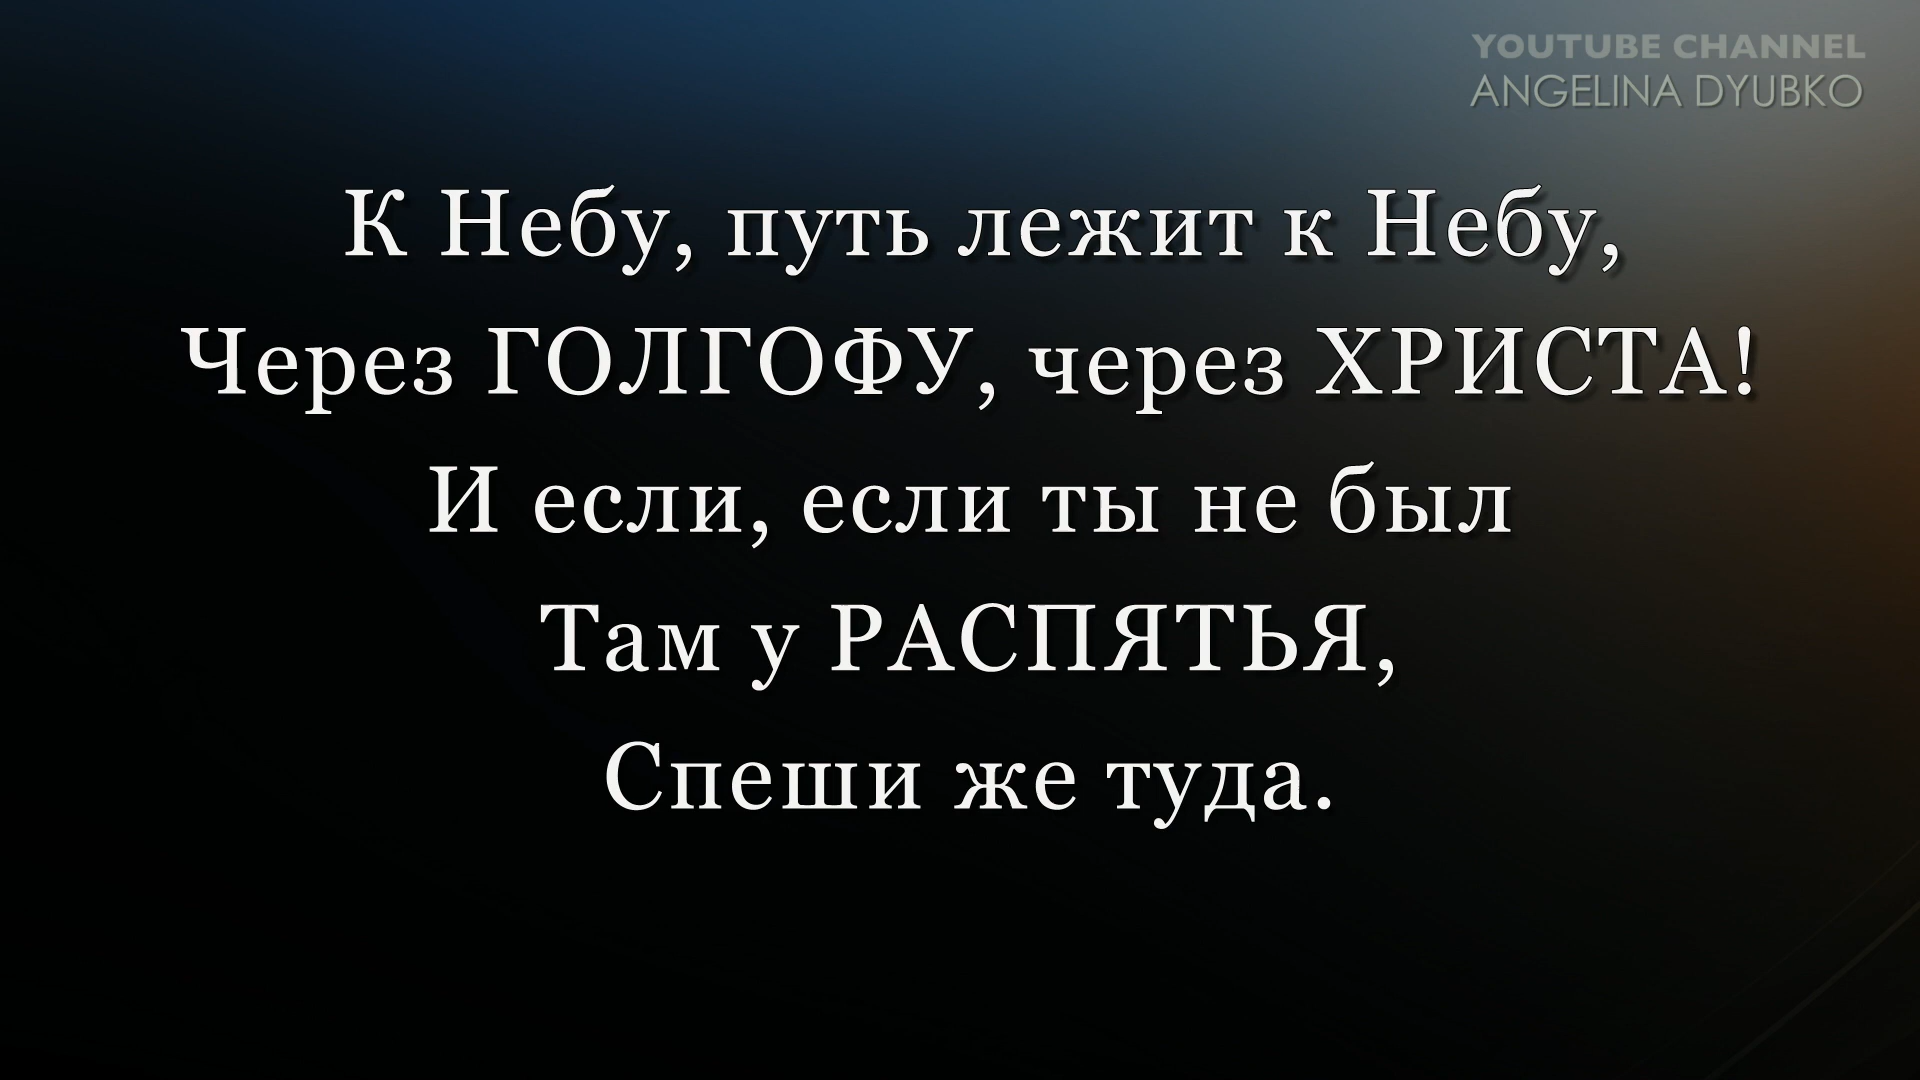 YOUTUBE CHANNEL
ANGELINA DYUBKO
К Небу, путь лежит к Небу,
Через ГОЛГОФУ, через ХРИСТА!
И если, если ты не был
Там у РАСПЯТЬЯ,
Спеши же туда.